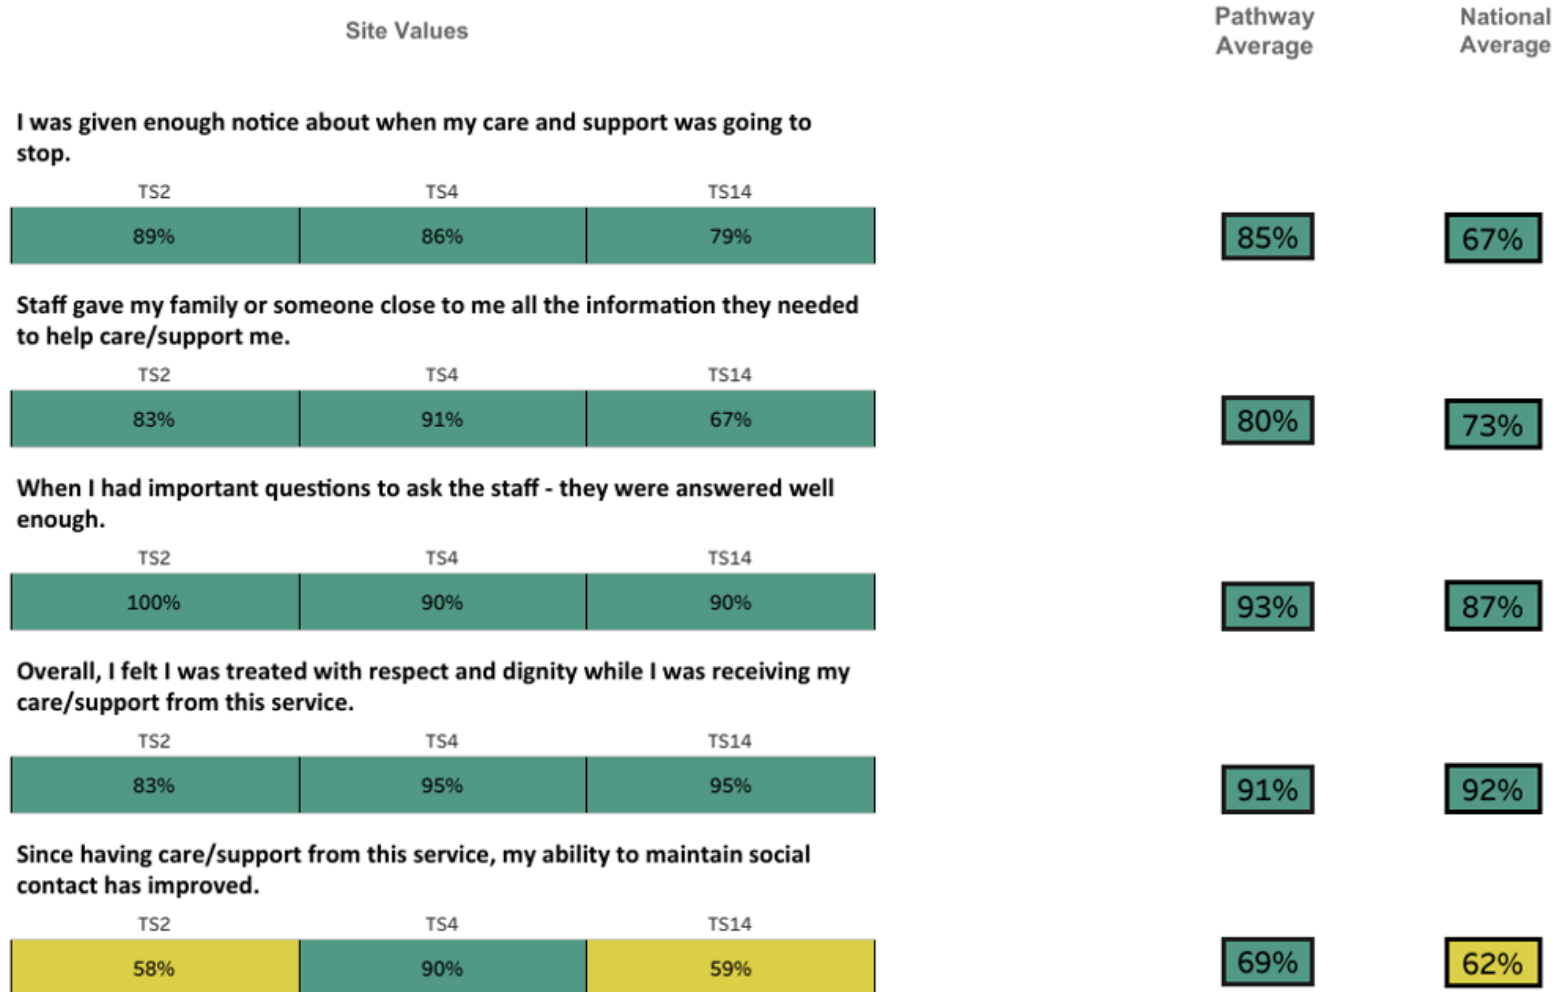 Site Values
Pathway
Average
National
Average
I was given enough notice about when my care and support was going to
stop.
TS2 TS4 TS14
89% 86% 79% 85% 67%
Staff gave my family or someone close to me all the information they needed
to help care/support me.
TS2 TS4 TS14
83% 91% 67% 80% 73%
When I had important questions to ask the staff - they were answered well
enough.
TS2 TS4 TS14
100% 90% 90% 93% 87%
Overall, I felt I was treated with respect and dignity while I was receiving my
care/support from this service.
TS2 TS4 TS14
83% 95% 95% 91% 92%
Since having care/support from this service, my ability to maintain social
contact has improved.
TS2 TS4 TS14
58% 90% 59% 69% 62%